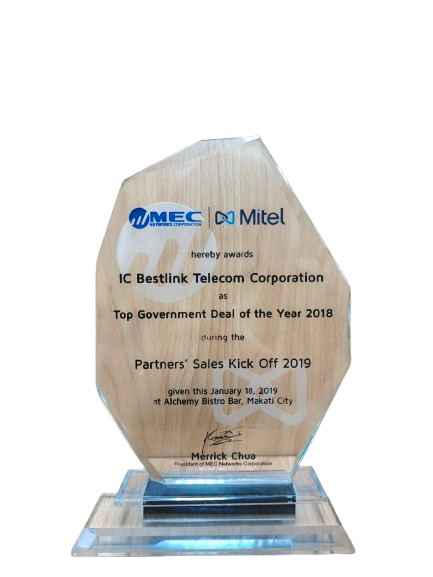 MEC
NETWORKS CORPORATION
Mitel
hereby awards
IC Bestlink Telecom Corporation
as
Top Government Deal of the Year 2018
during the
Partners' Sales Kick Off 2019
given this January 18, 2019
at Alchemy Bistro Bar, Makati City
Merrick Chua
President of MEC Networks Corporation